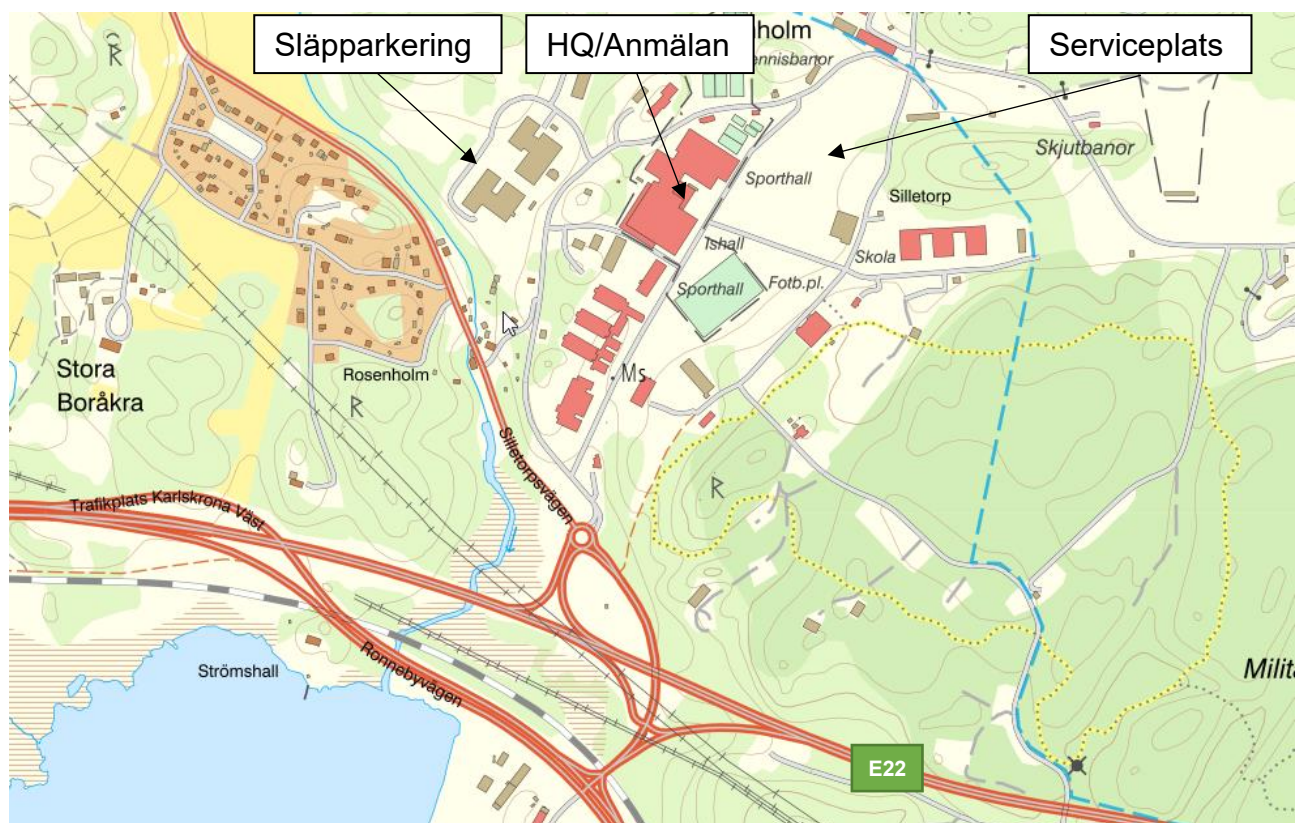 Släpparkering
HQ/Anmälan
Serviceplats
holm
ennisbanor
Skjutbanor
Sporthall
Silletorp
Ishall
Skola
Sporthall
Fotb.pl.
Stora
Boråkra
Rosenholm
Ms
R
R
R
Silletorpsvägen
Trafikplats Karlskrona Väst
Strömshall
Ronnebyvägen
Milit
E22